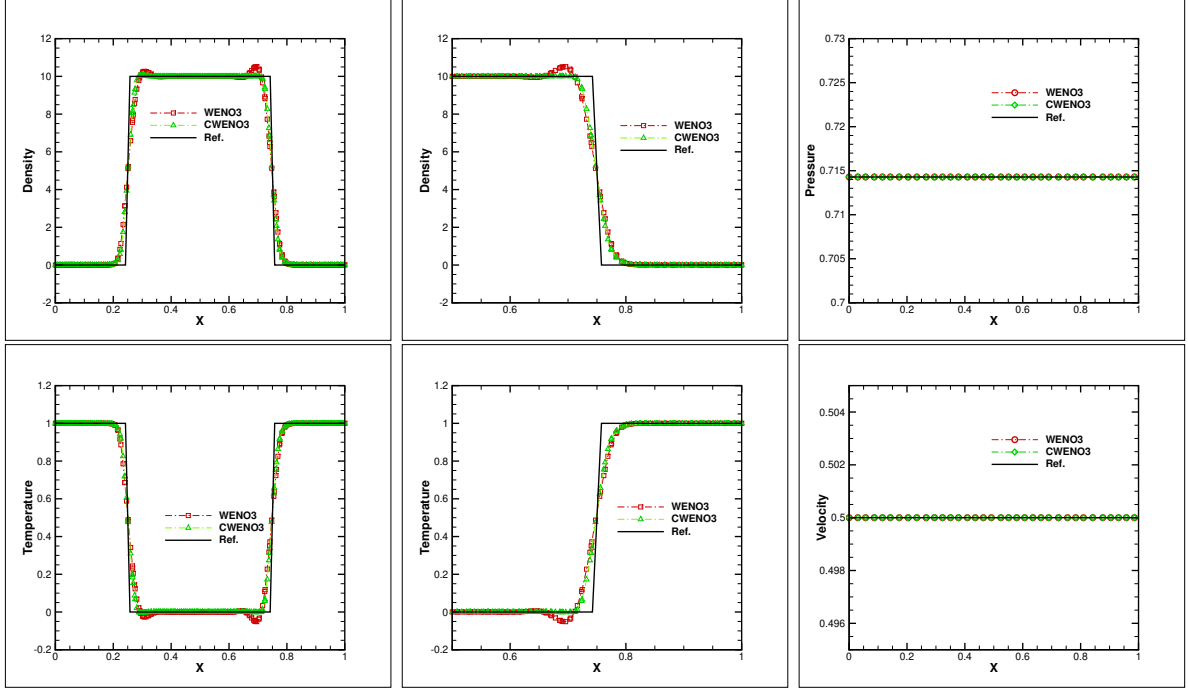 12
10
8
6
4
2
0
-2
Density
WENO3
CWENO3
Ref.
0 0.2 0.4 0.6 0.8 1
X
12
10
8
6
4
2
0
-2
Density
WENO3
CWENO3
Ref.
0.6 0.8 1
X
0.73
0.725
0.72
0.715
0.71
0.705
0.7
Pressure
WENO3
CWENO3
Ref.
0 0.2 0.4 0.6 0.8 1
X
1.2
1
0.8
0.6
0.4
0.2
0
-0.2
Temperature
WENO3
CWENO3
Ref.
0 0.2 0.4 0.6 0.8 1
X
1.2
1
0.8
0.6
0.4
0.2
0
-0.2
Temperature
WENO3
CWENO3
Ref.
0.6 0.8 1
X
0.504
0.502
0.5
0.498
0.496
Velocity
WENO3
CWENO3
Ref.
0 0.2 0.4 0.6 0.8 1
X